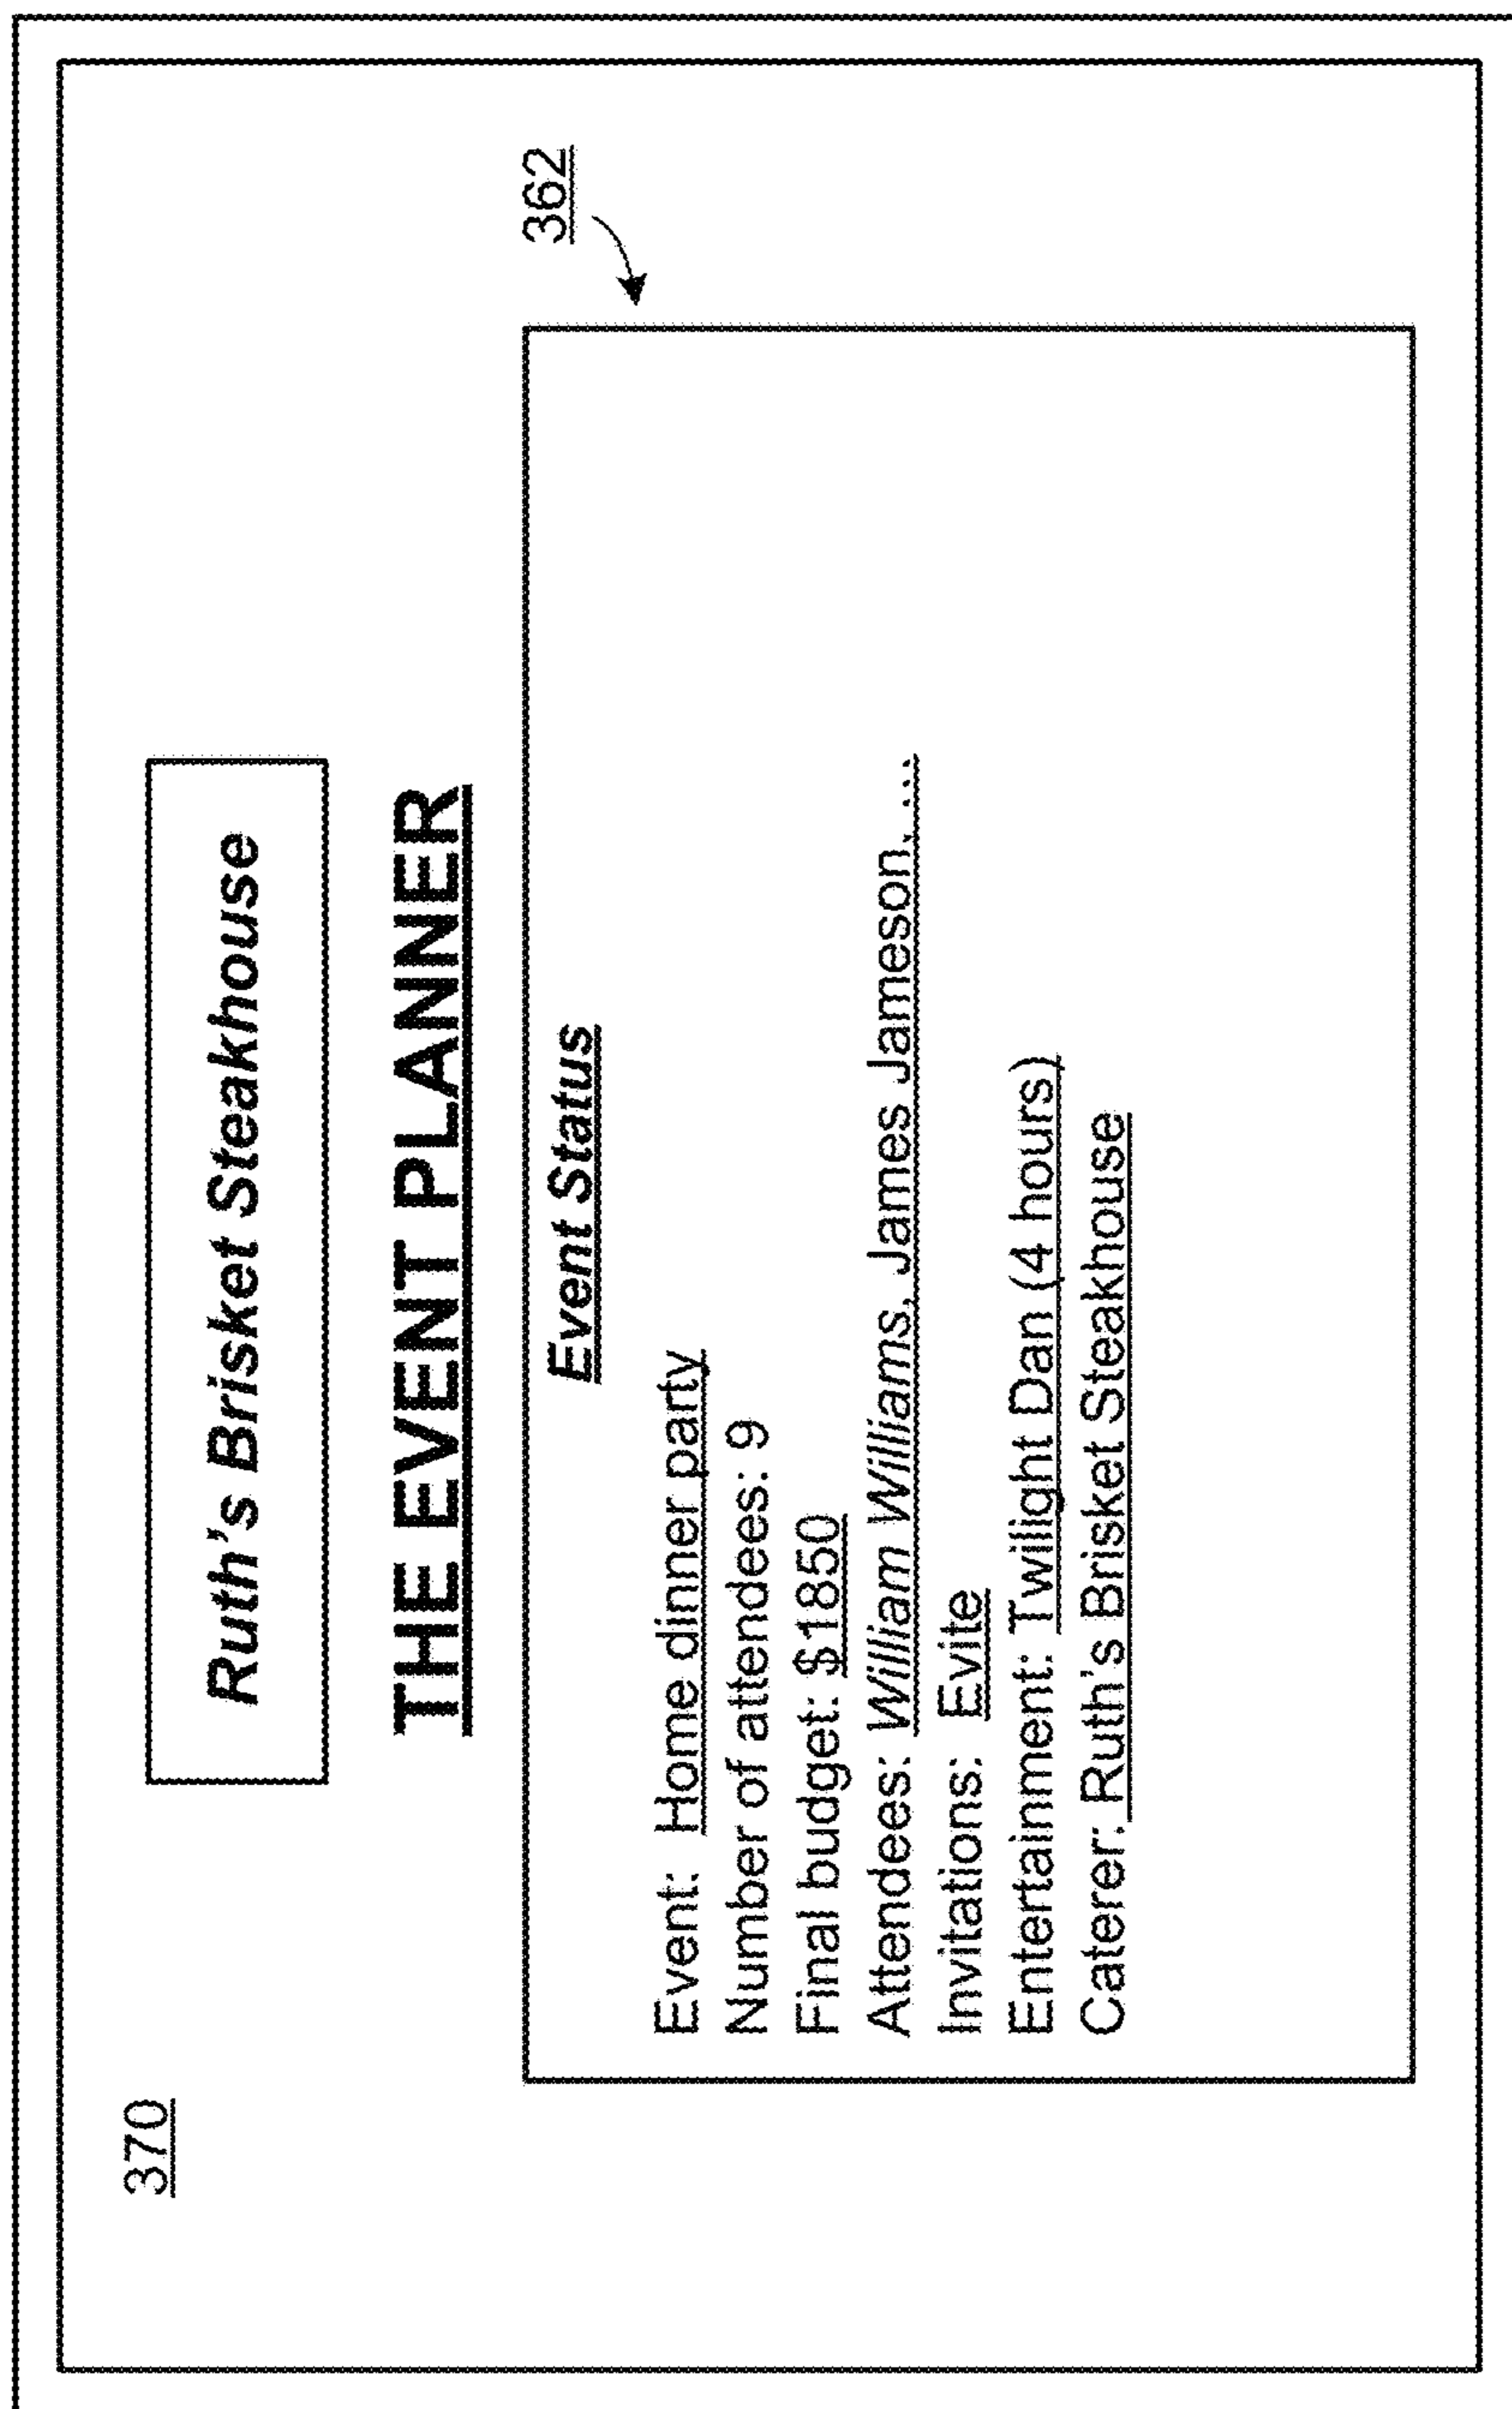 370
Ruth's Brisket Steakhouse
THE EVENT PLANNER
362
Event Status
Event: Home dinner party
Number of attendees: 9
Final budget: $1850
Attendees: William Williams, James Jameson, ...
Invitations: Evite
Entertainment: Twilight Dan (4 hours)
Caterer: Ruth's Brisket Steakhouse